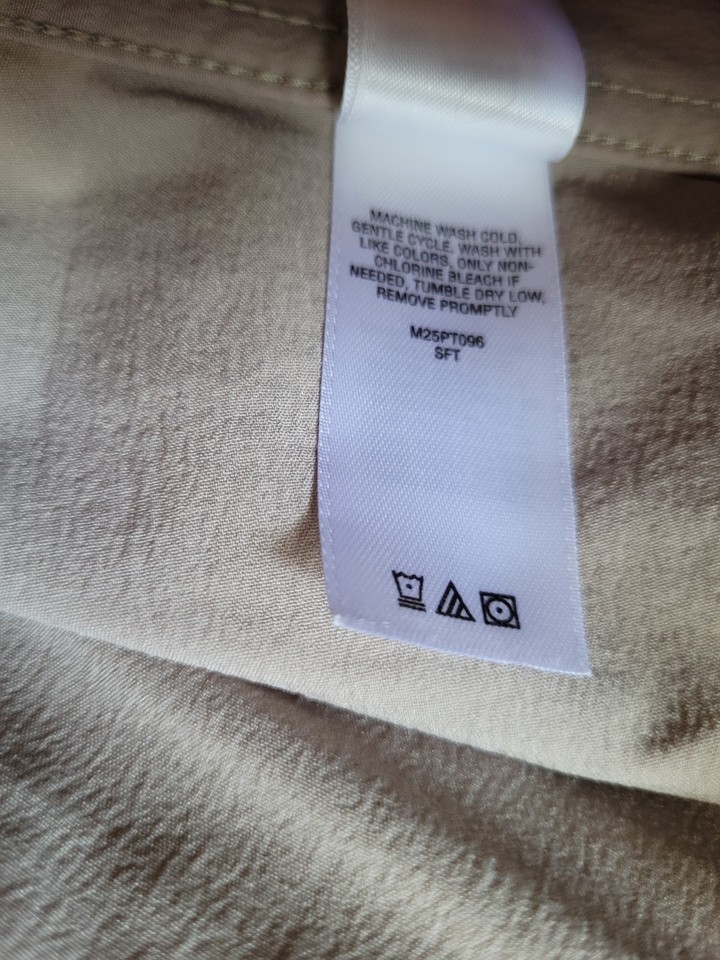 MACHINE WASH COLD,
GENTLE CYCLE. WASH WITH
LIKE COLORS, ONLY NON-
CHLORINE BLEACH IF
NEEDED, TUMBLE DRY LOW,
REMOVE PROMPTLY
M25PT096
SFT